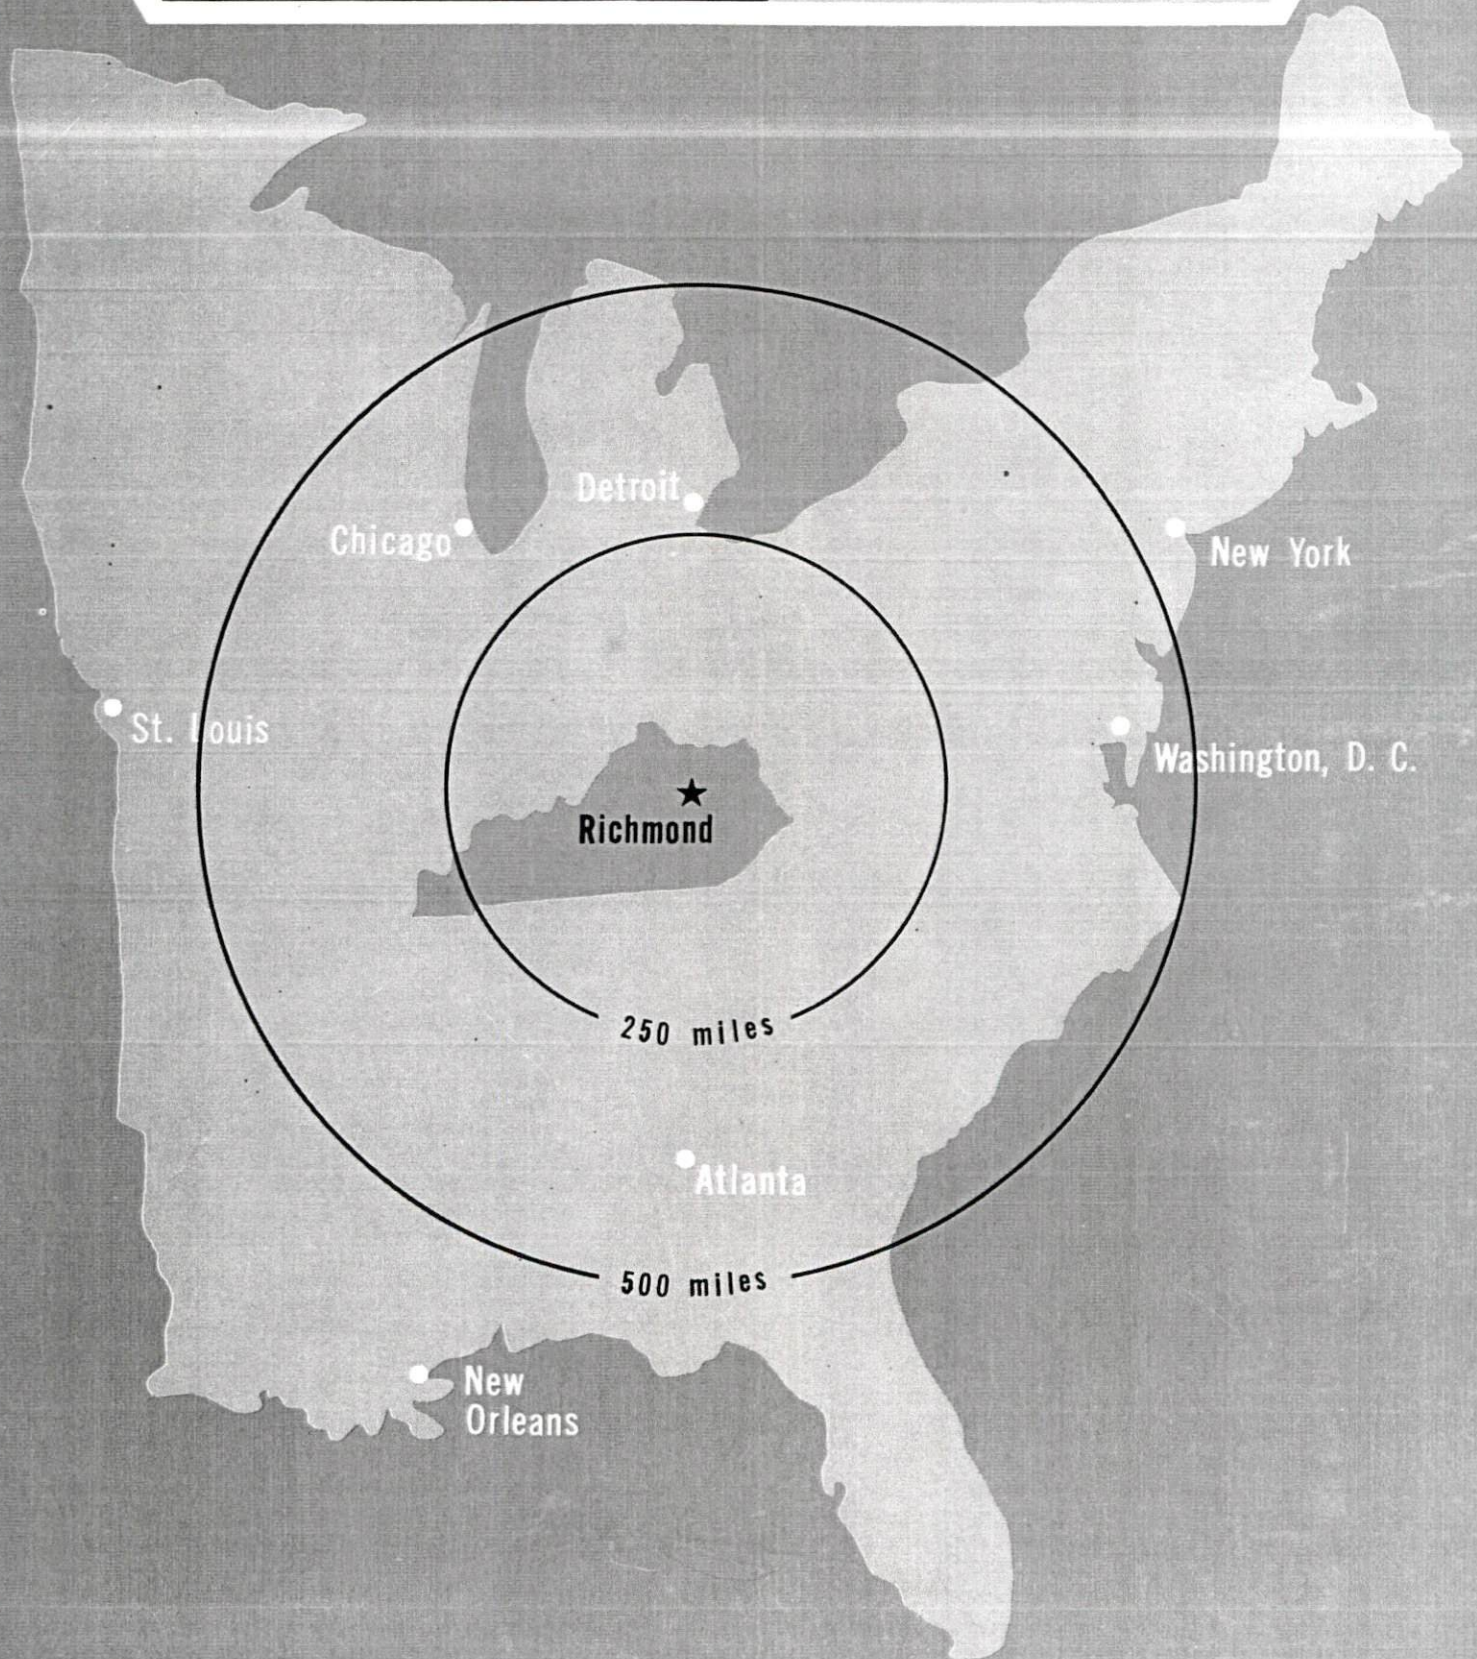 Detroit
Chicago
New York
St. Louis
Washington, D. C.
Richmond
250 miles
Atlanta
500 miles
New
Orleans